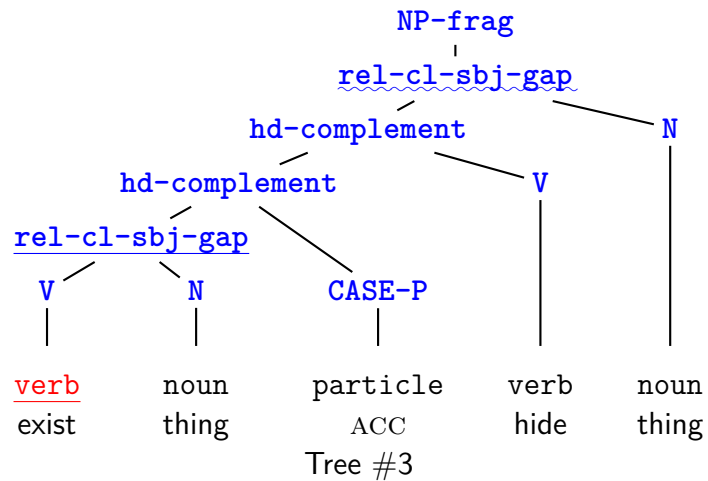 NP-frag
rel-cl-sbj-gap
hd-complement N
hd-complement V
rel-cl-sbj-gap
V N CASE-P
verb noun particle verb noun
exist thing ACC hide thing
Tree #3